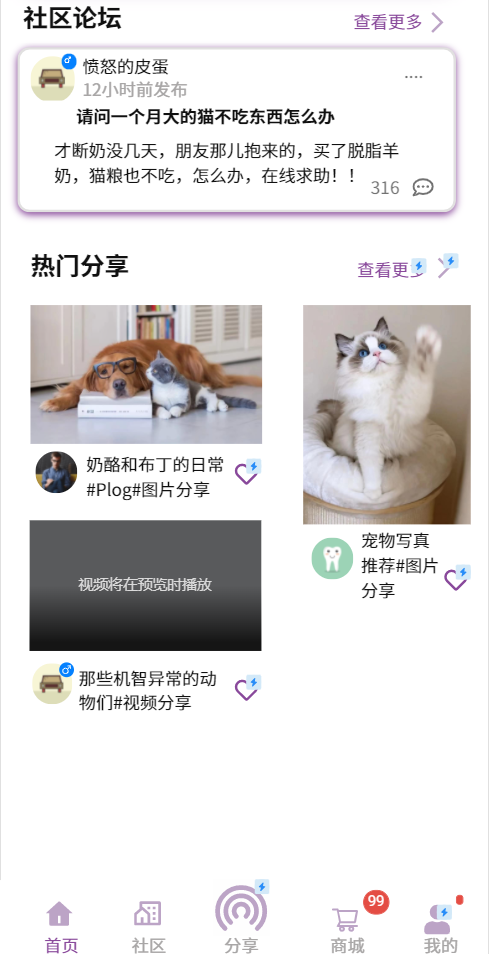 社区论坛
查看更多
愤怒的皮蛋
12小时前发布
请问一个月大的猫不吃东西怎么办
才断奶没几天，朋友那儿抱来的，买了脱脂羊
奶，猫粮也不吃，怎么办，在线求助！！
316
热门分享
查看更多
奶酪和布丁的日常
#Plog#图片分享
宠物写真
推荐#图片
分享
视频将在预览时播放
那些机智异常的动
物们#视频分享
99
首页
社区
分享
商城
我的